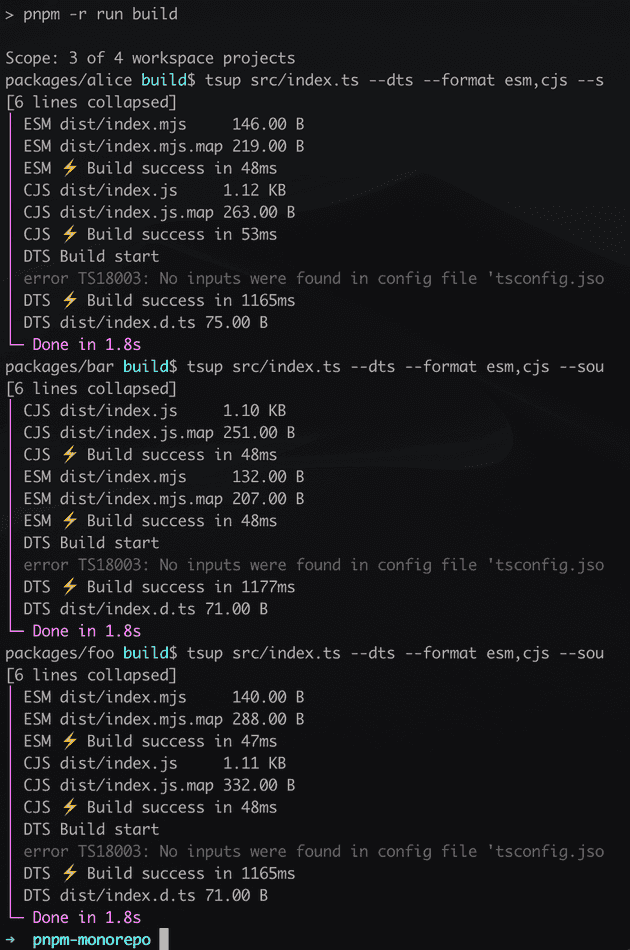 > pnpm -r run build
Scope: 3 of 4 workspace projects
packages/alice build$ tsup src/index.ts --dts --format esm,cjs --s
[6 lines collapsed]
ESM dist/index.mjs     146.00 B
ESM dist/index.mjs.map 219.00 B
ESM ⚡️ Build success in 48ms
CJS dist/index.js     1.12 KB
CJS dist/index.js.map 263.00 B
CJS ⚡️ Build success in 53ms
DTS Build start
error TS18003: No inputs were found in config file 'tsconfig.jso
DTS ⚡️ Build success in 1165ms
DTS dist/index.d.ts 75.00 B
Done in 1.8s
packages/bar build$ tsup src/index.ts --dts --format esm,cjs --sou
[6 lines collapsed]
CJS dist/index.js     1.10 KB
CJS dist/index.js.map 251.00 B
CJS ⚡️ Build success in 48ms
ESM dist/index.mjs     132.00 B
ESM dist/index.mjs.map 207.00 B
ESM ⚡️ Build success in 48ms
DTS Build start
error TS18003: No inputs were found in config file 'tsconfig.jso
DTS ⚡️ Build success in 1177ms
DTS dist/index.d.ts 71.00 B
Done in 1.8s
packages/foo build$ tsup src/index.ts --dts --format esm,cjs --sou
[6 lines collapsed]
ESM dist/index.mjs     140.00 B
ESM dist/index.mjs.map 288.00 B
ESM ⚡️ Build success in 47ms
CJS dist/index.js     1.11 KB
CJS dist/index.js.map 332.00 B
CJS ⚡️ Build success in 48ms
DTS Build start
error TS18003: No inputs were found in config file 'tsconfig.jso
DTS ⚡️ Build success in 1165ms
DTS dist/index.d.ts 71.00 B
Done in 1.8s
➜ pnpm-monorepo